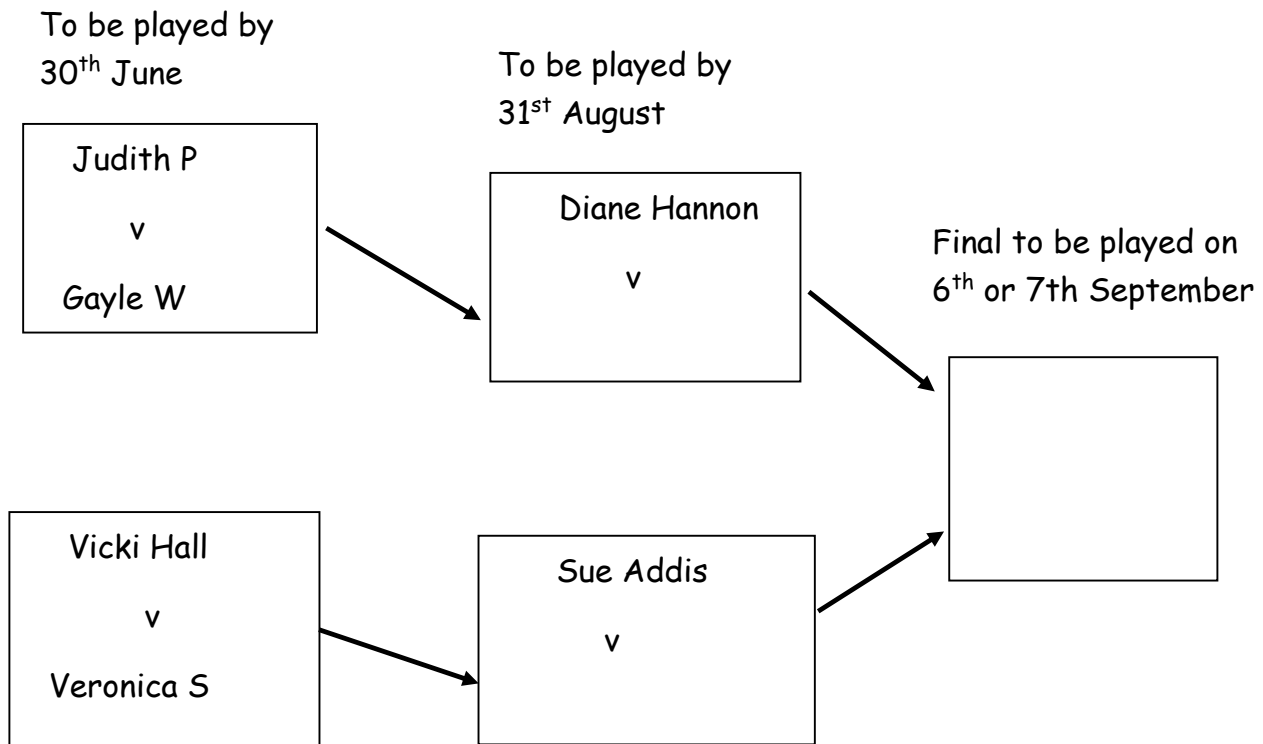 To be played by
30th June
Judith P
v
Gayle W
To be played by
31st August
Diane Hannon
v
Final to be played on
6th or 7th September
Vicki Hall
v
Veronica S
Sue Addis
v